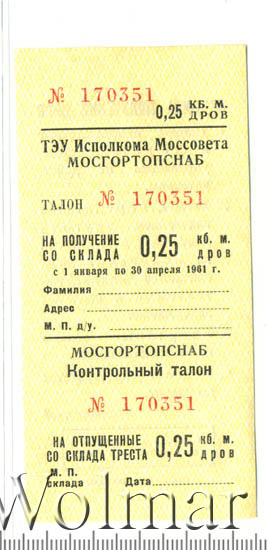 № 170351
0,25 КБ. М. ДРОВ
ТЭУ Исполкома Моссовета
МОСГОРТОПСНАБ
ТАЛОН № 170351
НА ПОЛУЧЕНИЕ СО СКЛАДА 0,25 кб. м. дров
с 1 января по 30 апреля 1961 г.
Фамилия
Адрес
М. П. д/у.
МОСГОРТОПСНАБ
Контрольный талон
№ 170351
НА ОТПУЩЕННЫЕ СО СКЛАДА ТРЕСТА 0,25 КБ. М. ДРОВ
М. П. склада Дата
Wolmar